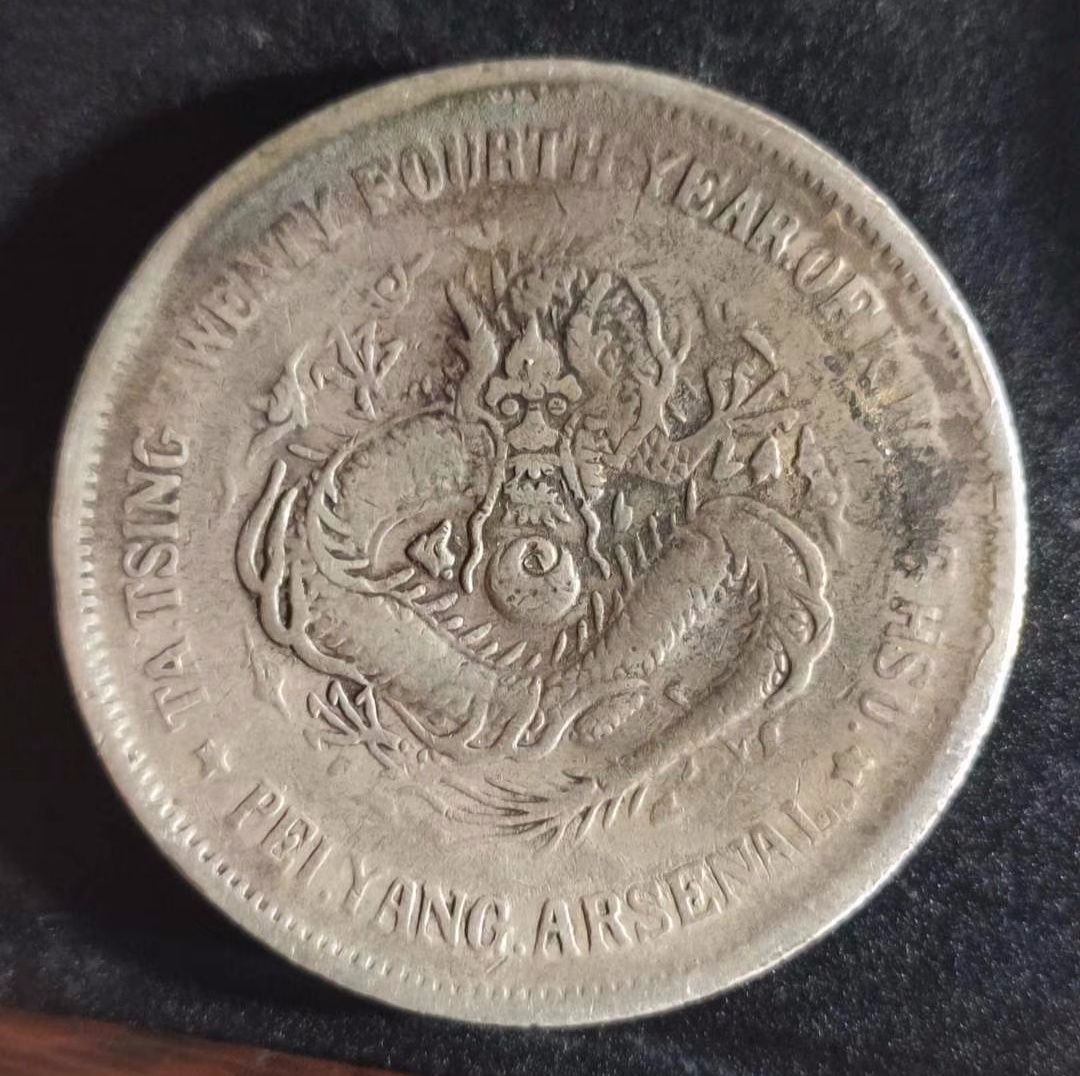 TA.TSING. WENTY FOURTH.YEAR.OF HSU.
PEI.YANG.ARSENAL.